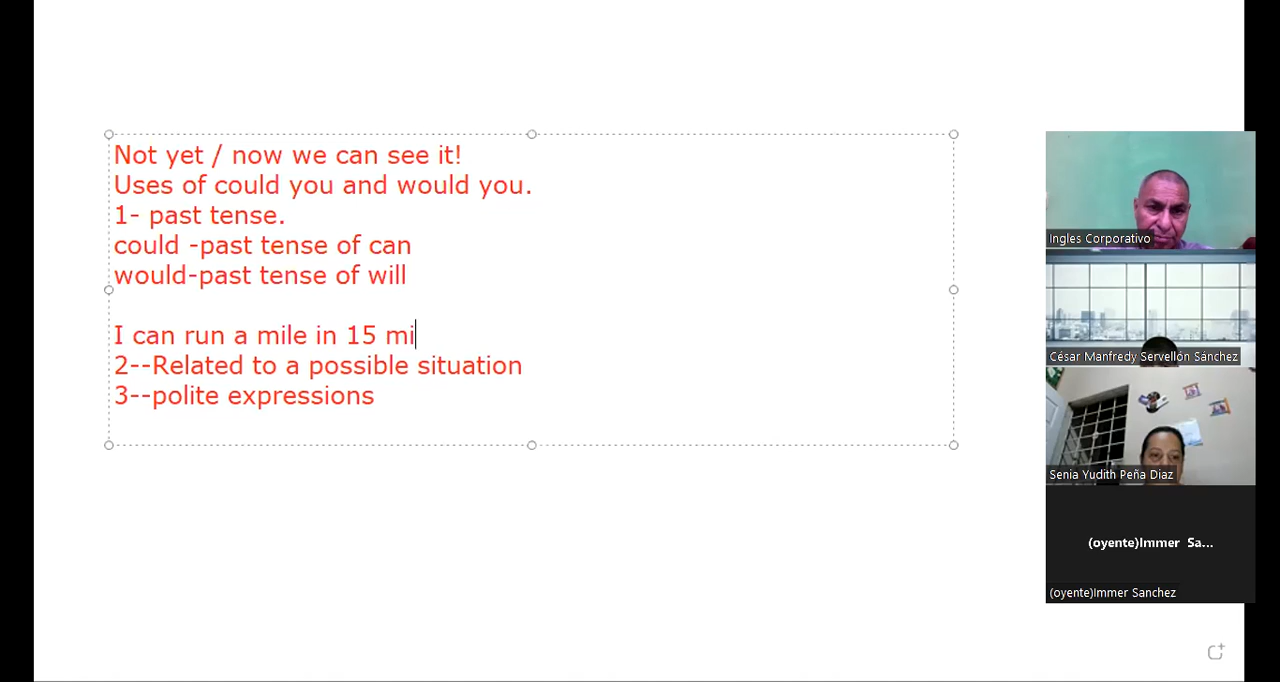 Not yet / now we can see it!
Uses of could you and would you.
1- past tense.
could -past tense of can
would-past tense of will
I can run a mile in 15 mi
2--Related to a possible situation
3--polite expressions
Ingles Corporativo
César Manfredy Servellón Sánchez
Senia Yudith Peña Diaz
(oyente)Immer Sa...
(oyente)Immer Sanchez